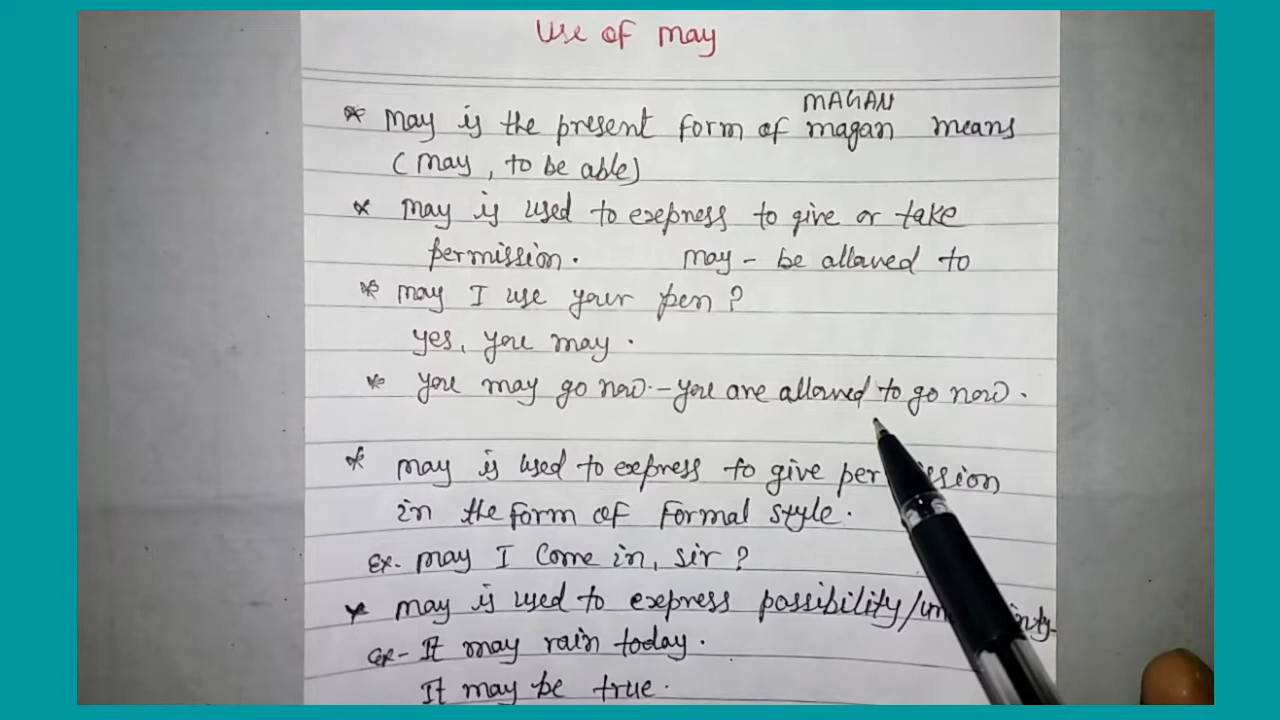 Use of may
MAGAN
* may is the present form of magan means
(may, to be able)
* may is used to exepress to give or take
permission. may - be allowed to
* may I use your pen?
yes, you may.
* you may go now. - you are allowed to go now.
* may is used to express to give
in the form of formal style.
Ex. may I come in, sir?
* may is used to exepress possibility/
Ex- It may rain today.
It may be true.